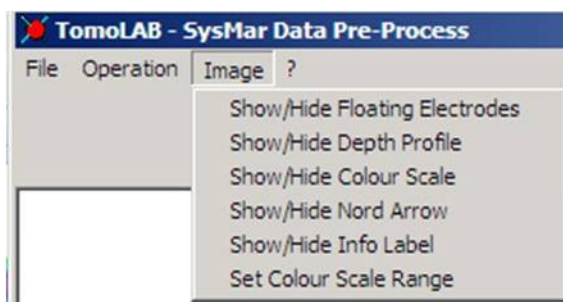 TomoLAB - SysMar Data Pre-Process
File Operation Image ?
Show/Hide Floating Electrodes
Show/Hide Depth Profile
Show/Hide Colour Scale
Show/Hide Nord Arrow
Show/Hide Info Label
Set Colour Scale Range